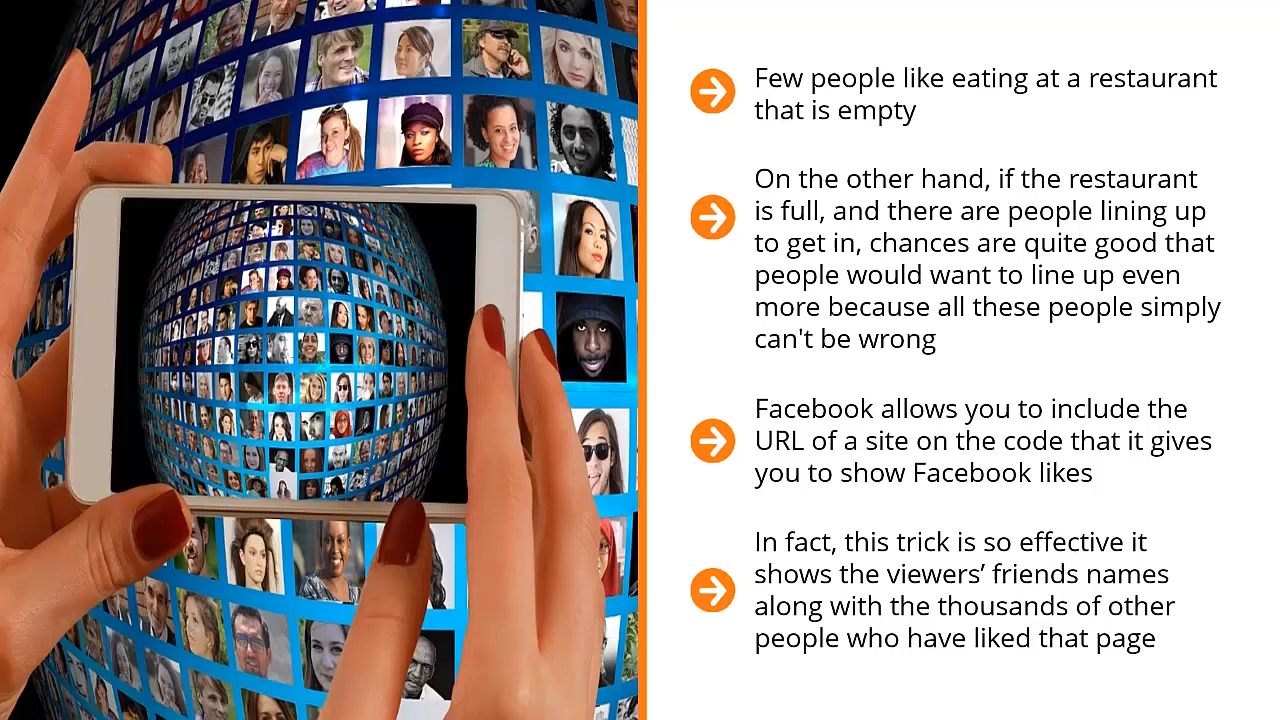 Few people like eating at a restaurant
that is empty
On the other hand, if the restaurant
is full, and there are people lining up
to get in, chances are quite good that
people would want to line up even
more because all these people simply
can't be wrong
Facebook allows you to include the
URL of a site on the code that it gives
you to show Facebook likes
In fact, this trick is so effective it
shows the viewers’ friends names
along with the thousands of other
people who have liked that page